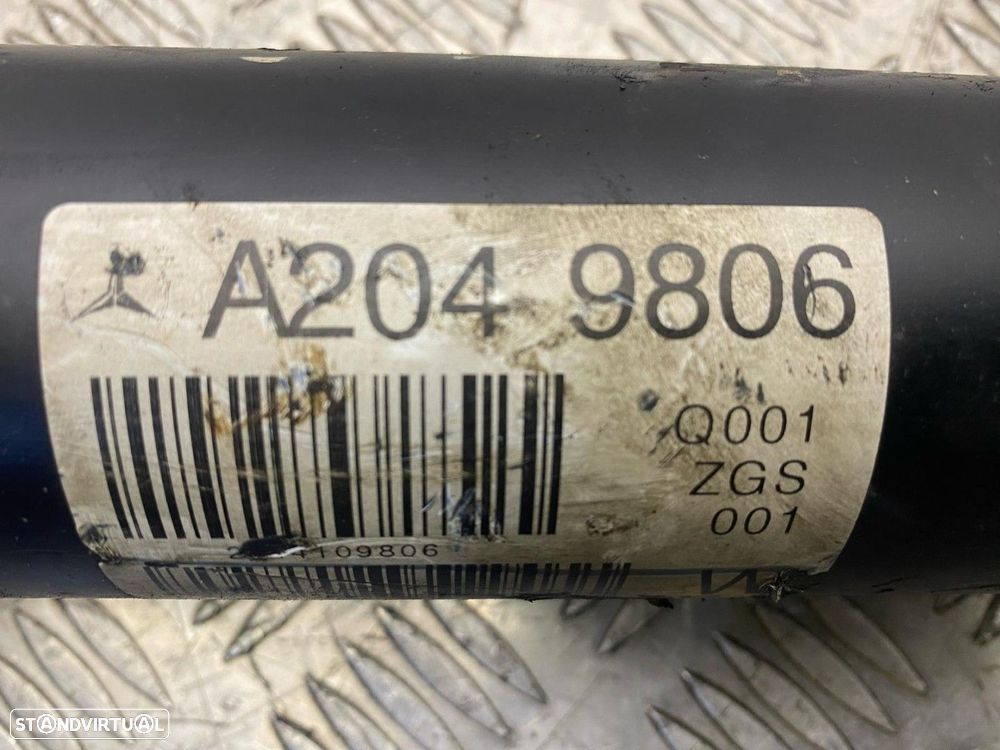 A204 9806
Q001
ZGS
001
STANDVIRTUAL